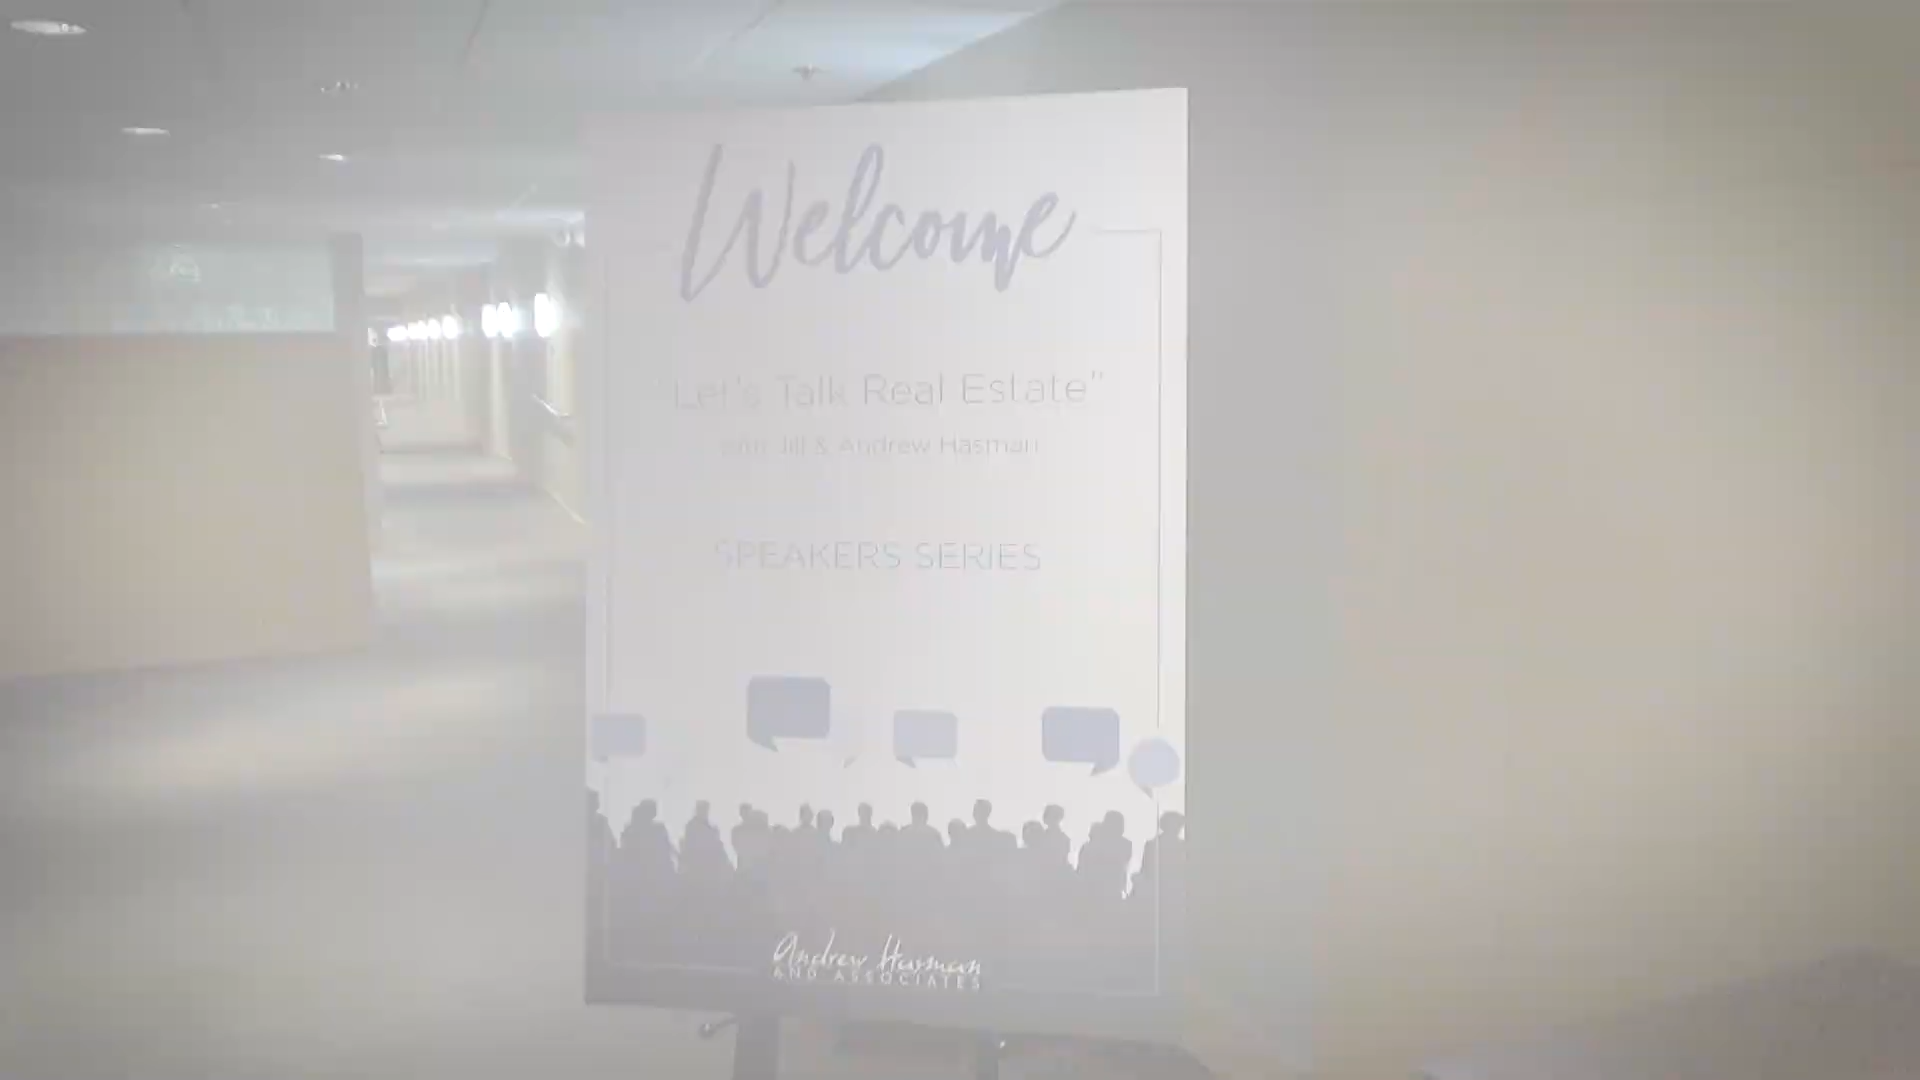 Welcome
"Let's Talk Real Estate"
with Jill & Andrew Hasman
SPEAKERS SERIES
Andrew Hasman
AND ASSOCIATES